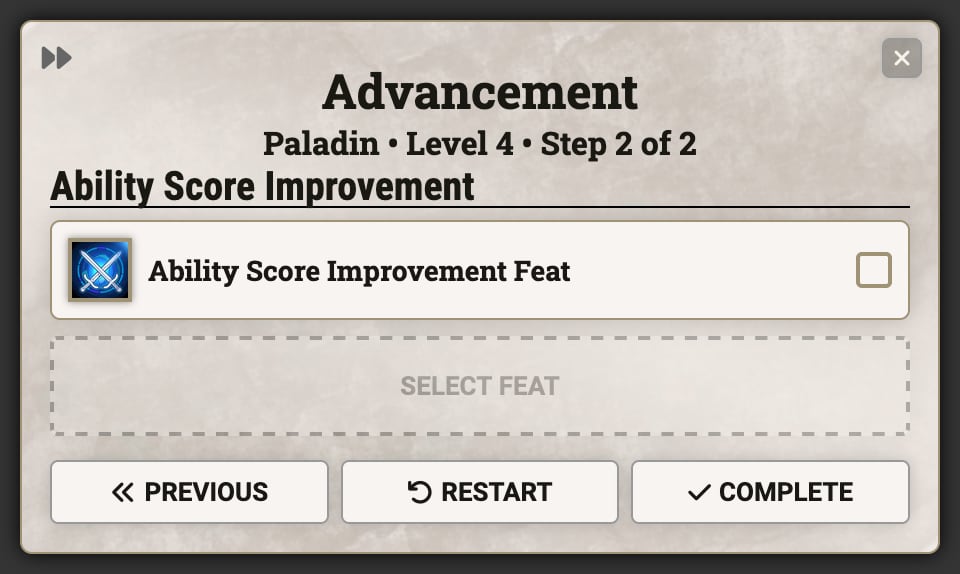 Advancement
Paladin • Level 4 • Step 2 of 2
Ability Score Improvement
Ability Score Improvement Feat
SELECT FEAT
PREVIOUS
RESTART
COMPLETE